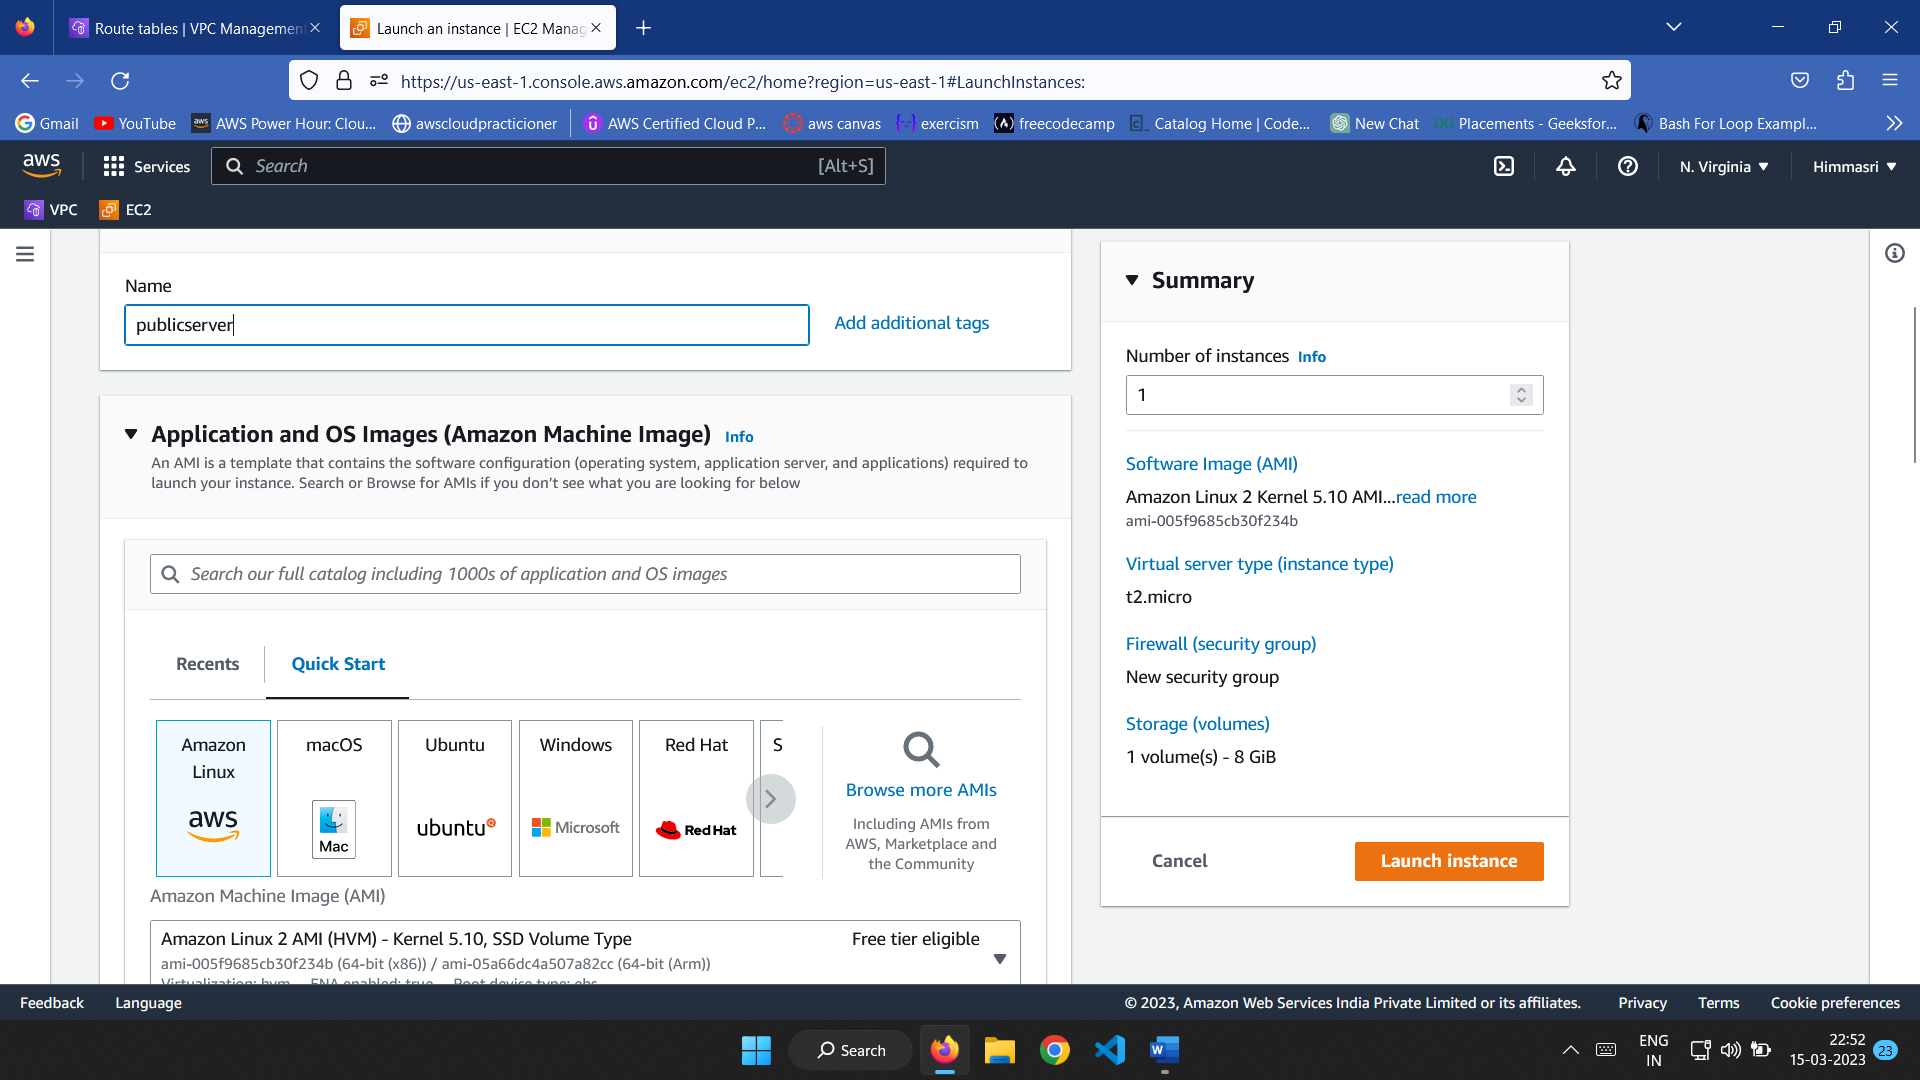 Route tables | VPC Managemen
Launch an instance | EC2 Manag
https://us-east-1.console.aws.amazon.com/ec2/home?region=us-east-1#LaunchInstances:
Gmail
YouTube
AWS Power Hour: Clou...
awscloudpracticioner
AWS Certified Cloud P...
aws canvas
exercism
freecodecamp
Catalog Home | Code...
New Chat
Placements - Geeksfor...
Bash For Loop Exampl...
aws
Services
Search
[Alt+S]
N. Virginia
Himmasri
VPC
EC2
Name
publicserver
Add additional tags
Application and OS Images (Amazon Machine Image) Info
An AMI is a template that contains the software configuration (operating system, application server, and applications) required to
launch your instance. Search or Browse for AMIs if you don’t see what you are looking for below
Search our full catalog including 1000s of application and OS images
Recents
Quick Start
Amazon
Linux
aws
macOS
Mac
Ubuntu
ubuntu
Windows
Microsoft
Red Hat
Red Hat
S
Browse more AMIs
Including AMIs from
AWS, Marketplace and
the Community
Amazon Machine Image (AMI)
Amazon Linux 2 AMI (HVM) - Kernel 5.10, SSD Volume Type
Free tier eligible
ami-005f9685cb30f234b (64-bit (x86)) / ami-05a66dc4a507a82cc (64-bit (Arm))
Virtualization: hvm ENA enabled: true Root device type: ebs
Summary
Number of instances Info
1
Software Image (AMI)
Amazon Linux 2 Kernel 5.10 AMI...read more
ami-005f9685cb30f234b
Virtual server type (instance type)
t2.micro
Firewall (security group)
New security group
Storage (volumes)
1 volume(s) - 8 GiB
Cancel
Launch instance
Feedback
Language
© 2023, Amazon Web Services India Private Limited or its affiliates.
Privacy
Terms
Cookie preferences
Search
ENG
IN
22:52
15-03-2023
23